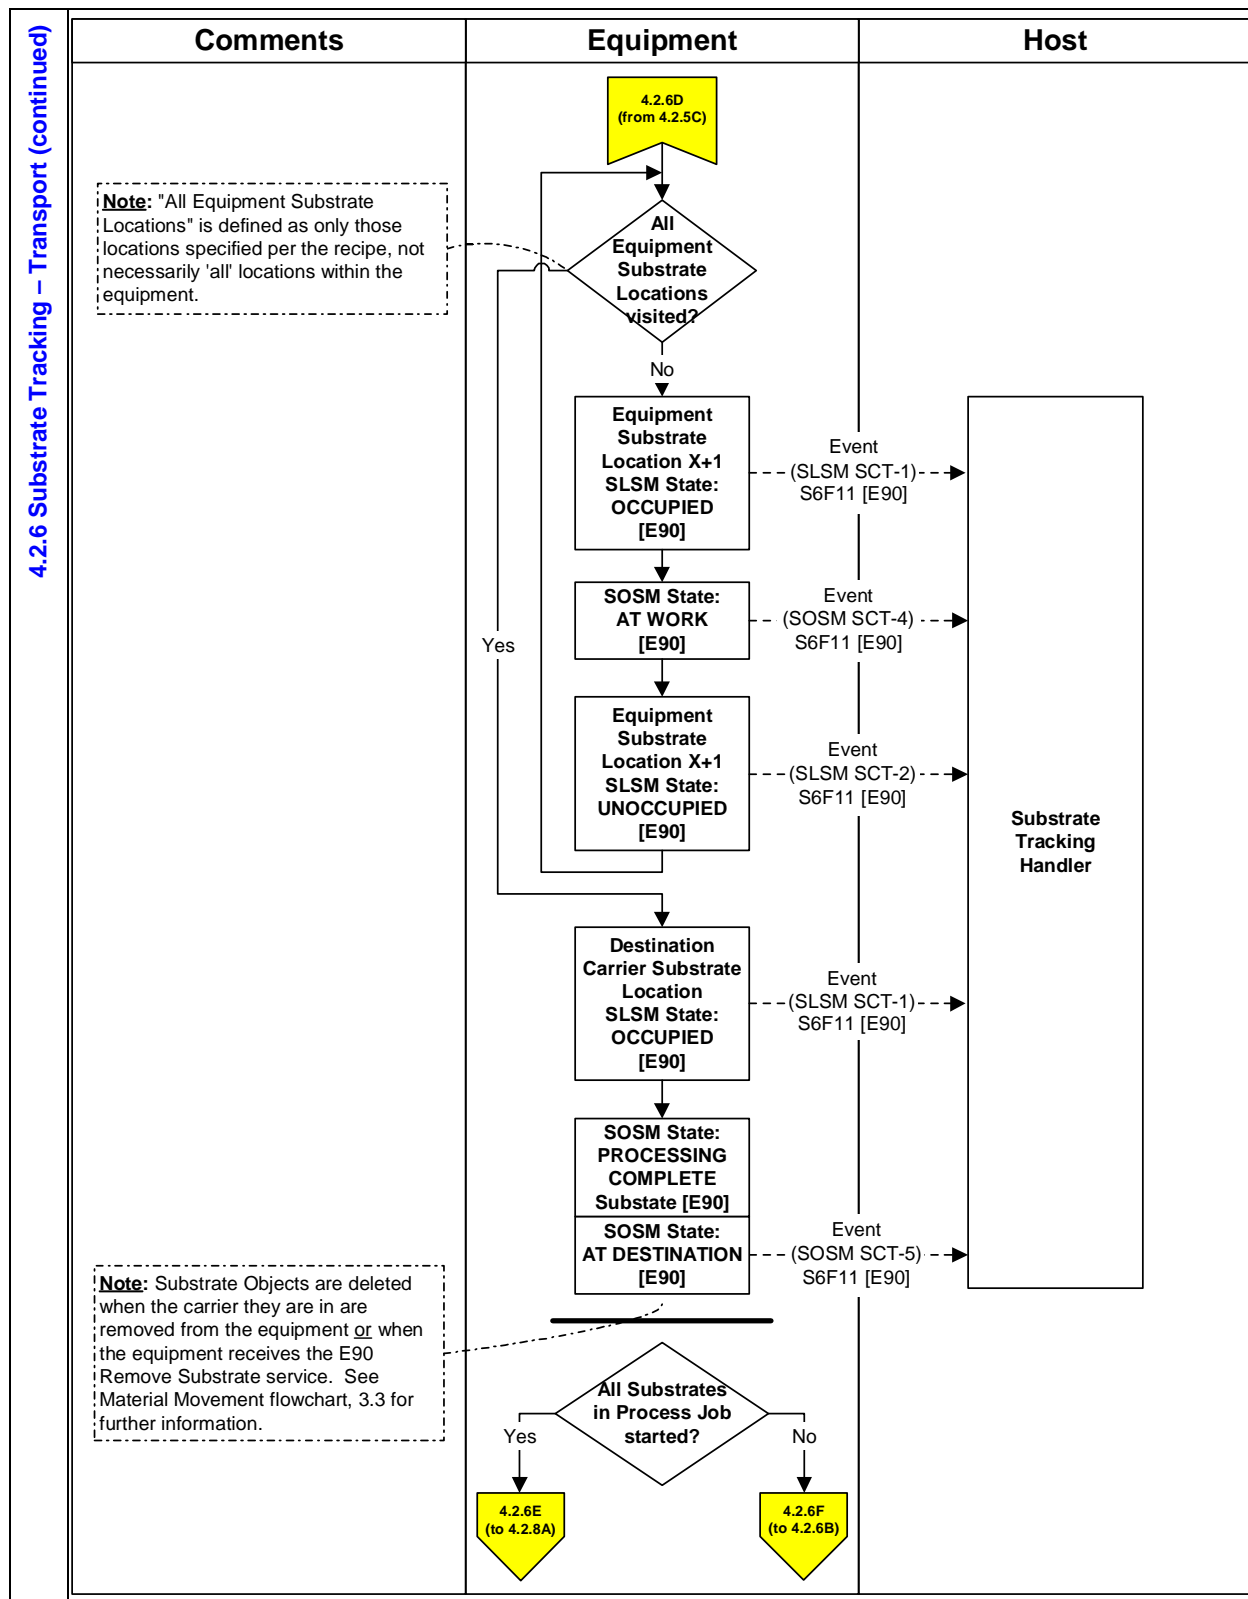 4.2.6 Substrate Tracking – Transport (continued)
Comments
Equipment
Host
4.2.6D
(from 4.2.5C)
Note: "All Equipment Substrate
Locations" is defined as only those
locations specified per the recipe, not
necessarily 'all' locations within the
equipment.
All
Equipment
Substrate
Locations
visited?
No
Yes
Equipment
Substrate
Location X+1
SLSM State:
OCCUPIED
[E90]
Event
(SLSM SCT-1)
S6F11 [E90]
SOSM State:
AT WORK
[E90]
Event
(SOSM SCT-4)
S6F11 [E90]
Equipment
Substrate
Location X+1
SLSM State:
UNOCCUPIED
[E90]
Event
(SLSM SCT-2)
S6F11 [E90]
Substrate
Tracking
Handler
Destination
Carrier Substrate
Location
SLSM State:
OCCUPIED
[E90]
Event
(SLSM SCT-1)
S6F11 [E90]
SOSM State:
PROCESSING
COMPLETE
Substate [E90]
SOSM State:
AT DESTINATION
[E90]
Event
(SOSM SCT-5)
S6F11 [E90]
Note: Substrate Objects are deleted
when the carrier they are in are
removed from the equipment or when
the equipment receives the E90
Remove Substrate service. See
Material Movement flowchart, 3.3 for
further information.
All Substrates
in Process Job
started?
Yes
No
4.2.6E
(to 4.2.8A)
4.2.6F
(to 4.2.6B)